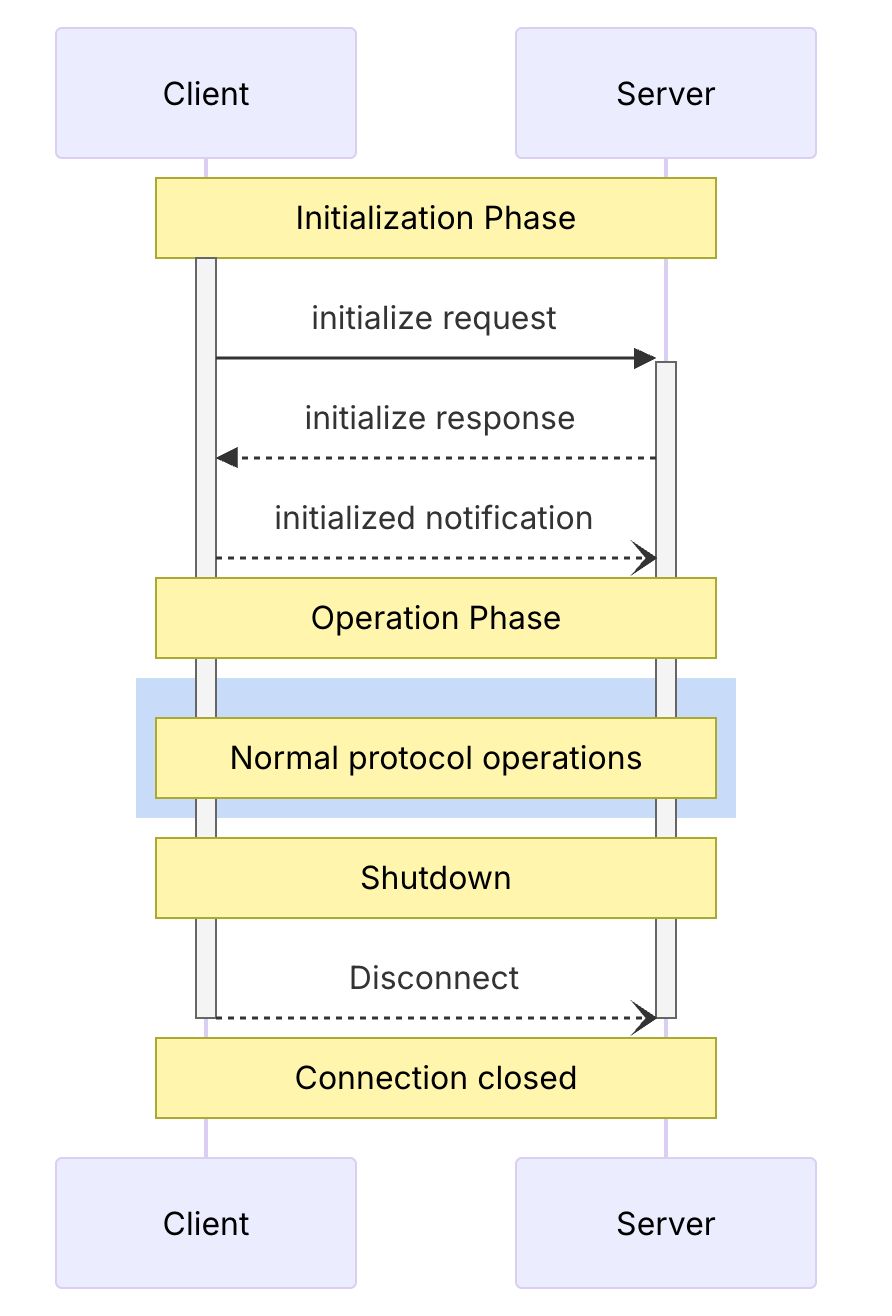 Client
Server
Initialization Phase
initialize request
initialize response
initialized notification
Operation Phase
Normal protocol operations
Shutdown
Disconnect
Connection closed
Client
Server